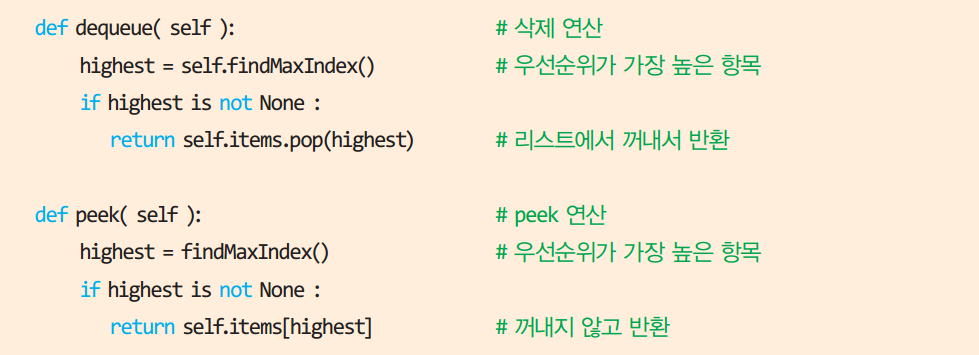 def dequeue( self ): # 삭제 연산
highest = self.findMaxIndex() # 우선순위가 가장 높은 항목
if highest is not None :
return self.items.pop(highest) # 리스트에서 꺼내서 반환
def peek( self ): # peek 연산
highest = findMaxIndex() # 우선순위가 가장 높은 항목
if highest is not None :
return self.items[highest] # 꺼내지 않고 반환